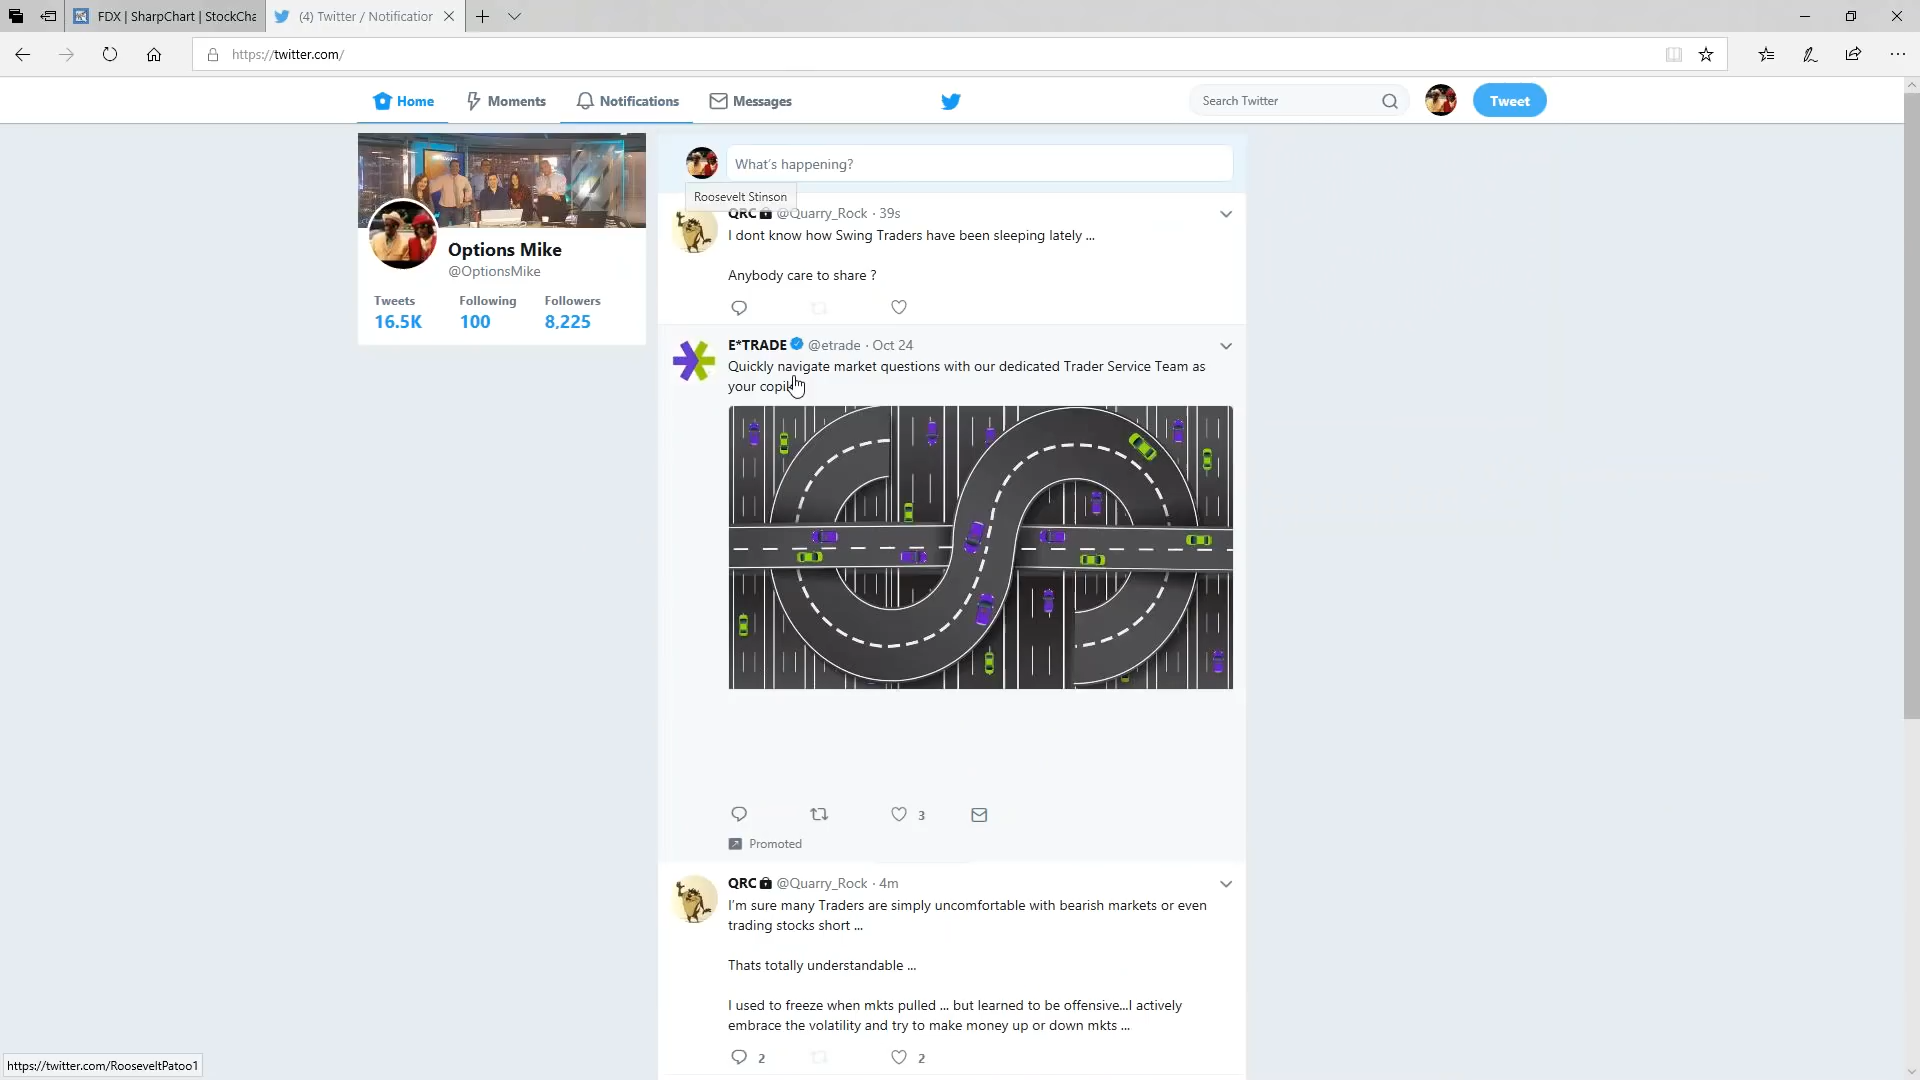 FDX | SharpChart | StockCha
(4) Twitter / Notification
https://twitter.com/
Home
Moments
Notifications
Messages
Search Twitter
Tweet
What's happening?
Roosevelt Stinson
Options Mike
@OptionsMike
Tweets Following Followers
16.5K 100 8,225
QRC @Quarry_Rock · 39s
I dont know how Swing Traders have been sleeping lately ...
Anybody care to share ?
E*TRADE @etrade · Oct 24
Quickly navigate market questions with our dedicated Trader Service Team as
your
3
Promoted
QRC @Quarry_Rock · 4m
I'm sure many Traders are simply uncomfortable with bearish markets or even
trading stocks short ...
Thats totally understandable ...
I used to freeze when mkts pulled ... but learned to be offensive...I actively
embrace the volatility and try to make money up or down mkts ...
2 2
https://twitter.com/RooseveltPatoo1